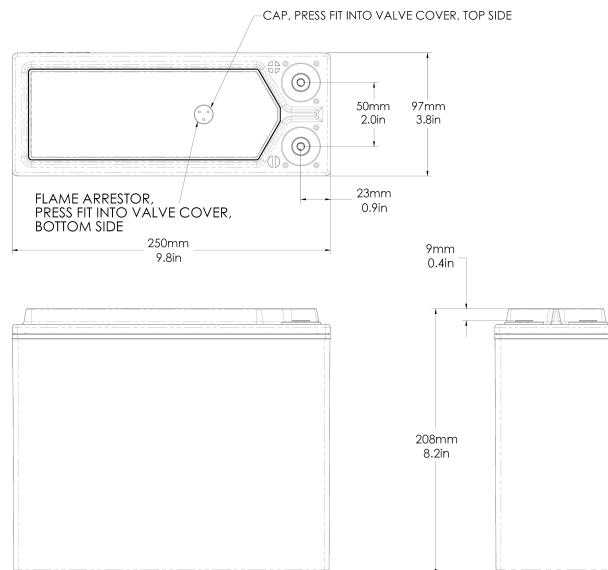 CAP, PRESS FIT INTO VALVE COVER, TOP SIDE
50mm
2.0in
97mm
3.8in
FLAME ARRESTOR,
PRESS FIT INTO VALVE COVER,
BOTTOM SIDE
23mm
0.9in
250mm
9.8in
9mm
0.4in
208mm
8.2in